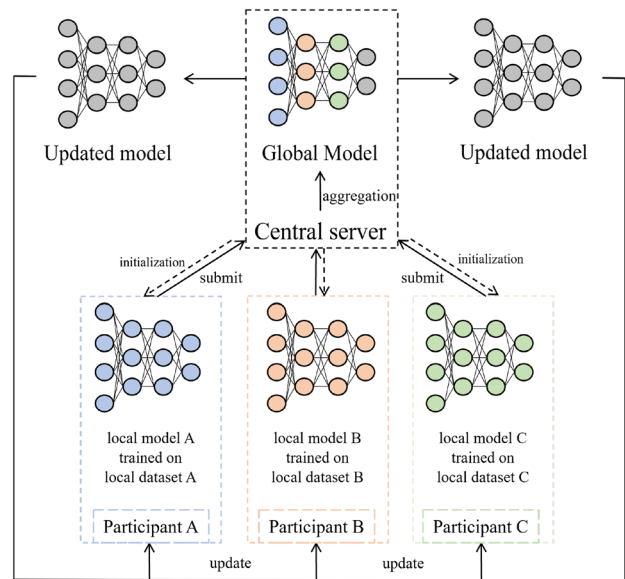 Updated model
Global Model
Updated model
aggregation
Central server
initialization
submit
submit
initialization
local model A
trained on
local dataset A
local model B
trained on
local dataset B
local model C
trained on
local dataset C
Participant A
Participant B
Participant C
update
update